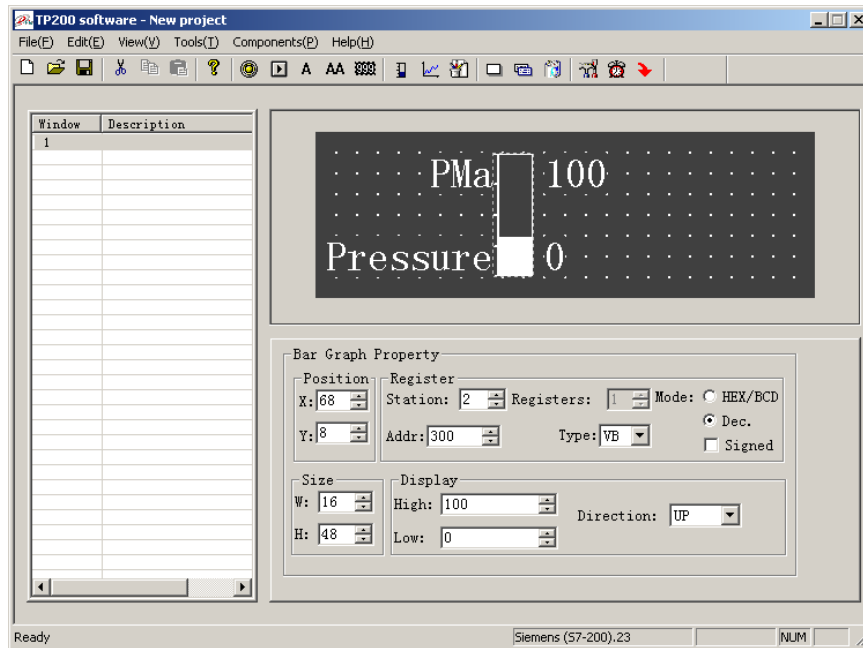 TP200 software - New project
File(F) Edit(E) View(V) Tools(T) Components(P) Help(H)
A AA
Window Description
1
PMa 100
Pressure 0
Bar Graph Property
Position Register
X: 68 Station: 2 Registers: 1 Mode: HEX/BCD
Dec.
Y: 8 Addr: 300 Type: VB
Signed
Size Display
W: 16 High: 100
Direction: UP
H: 48 Low: 0
Ready Siemens (S7-200).23 NUM